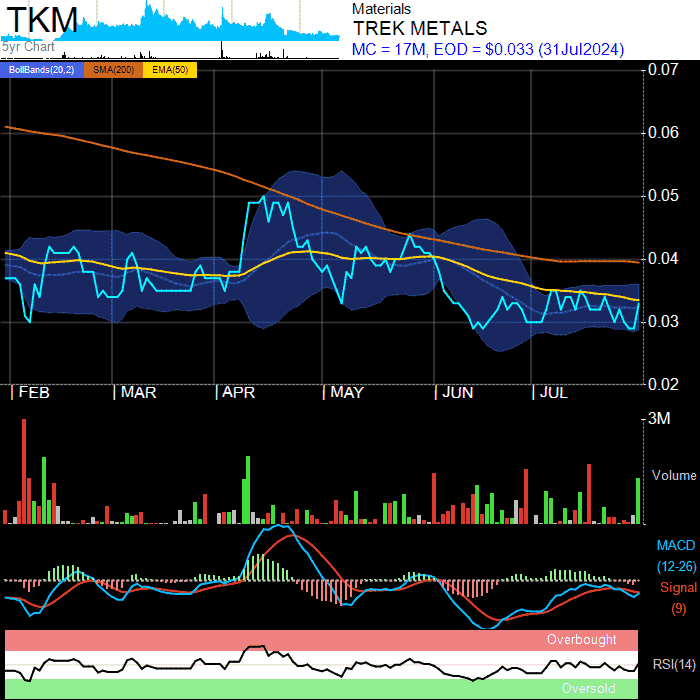 TKM
5yr Chart
Materials
TREK METALS
MC = 17M, EOD = $0.033 (31Jul2024)
BollBands(20,2) SMA(200) EMA(50)
0.07
0.06
0.05
0.04
0.03
0.02
FEB MAR APR MAY JUN JUL
3M
Volume
MACD
(12-26)
Signal
(9)
Overbought
RSI(14)
Oversold